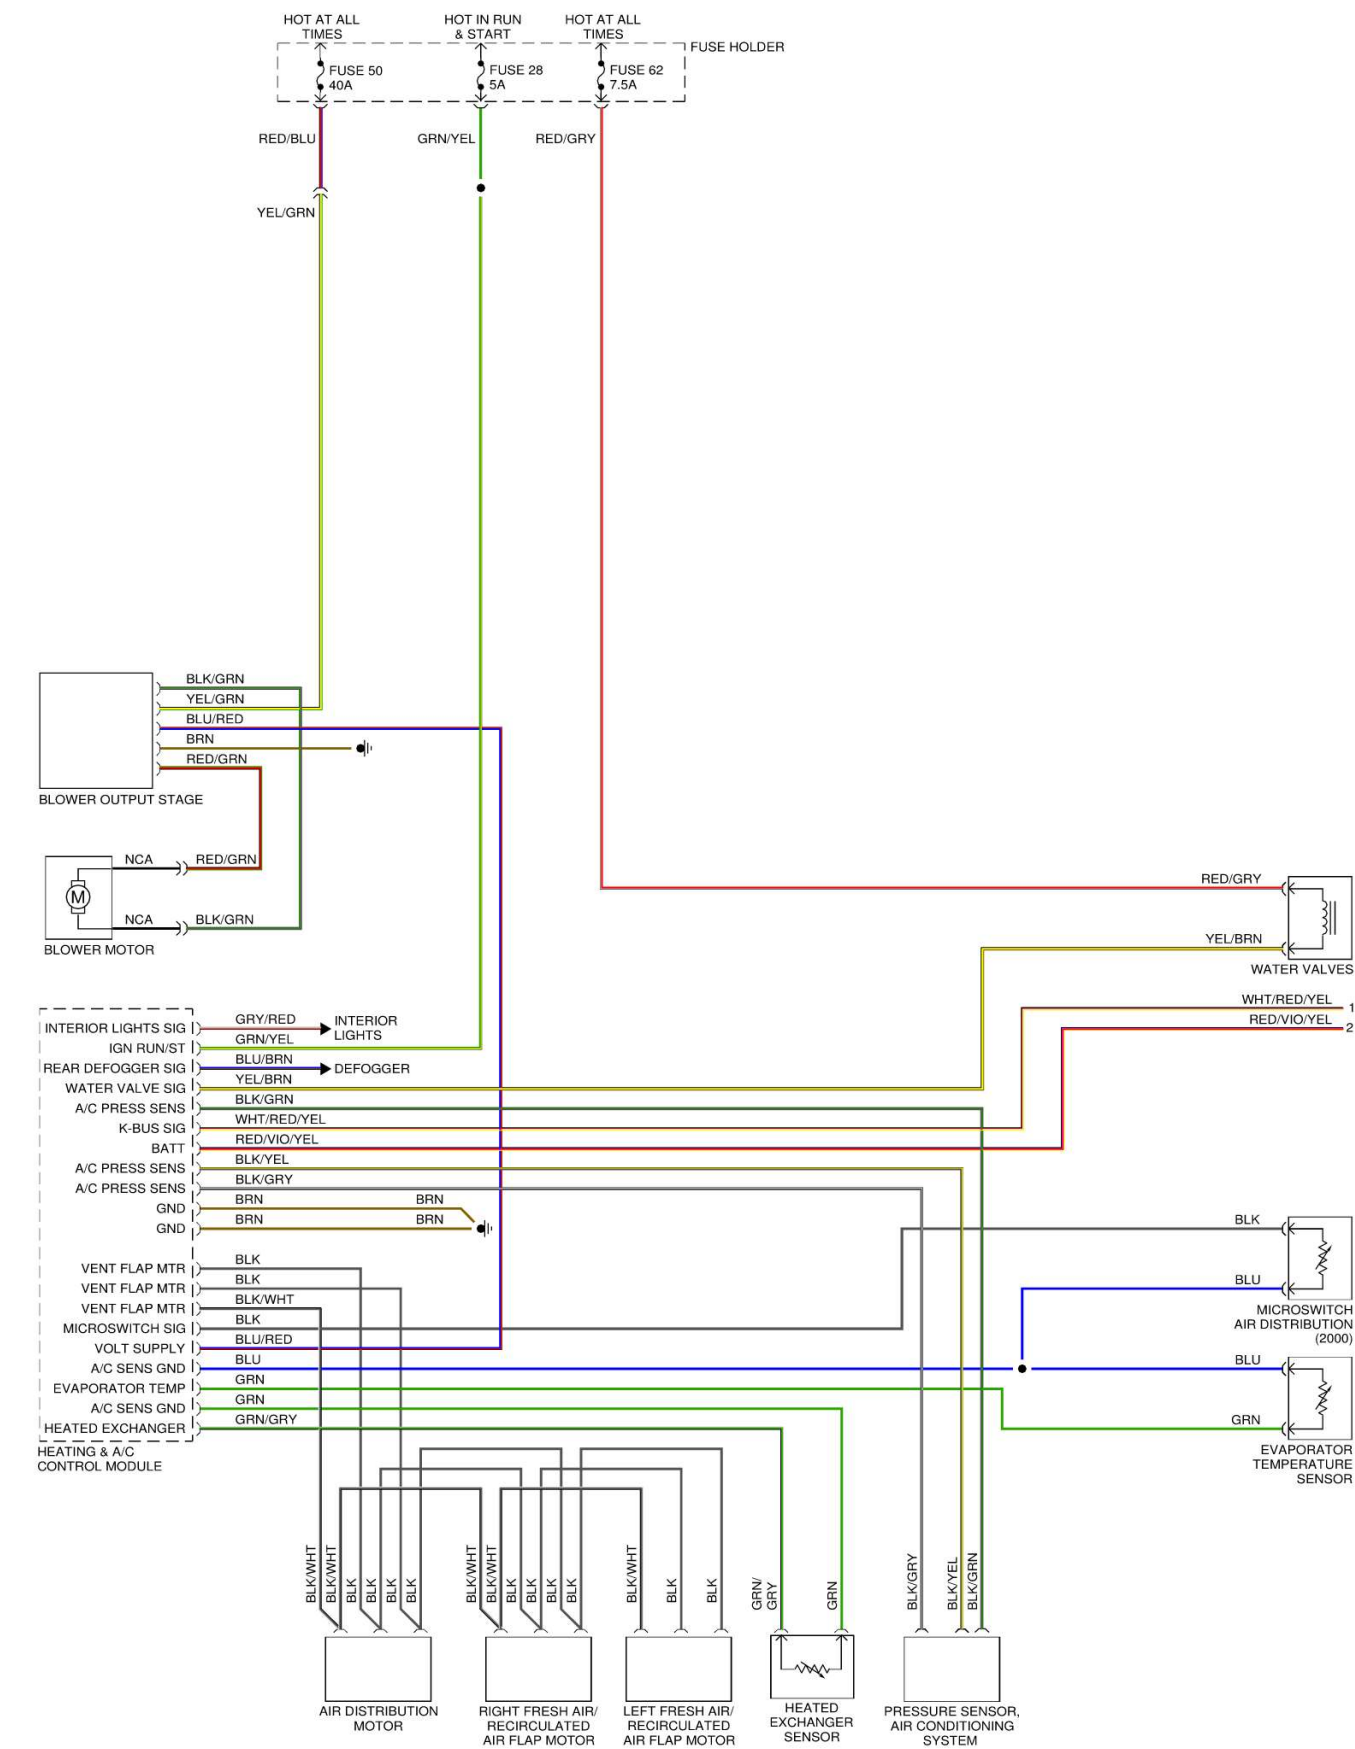 HOT AT ALL
TIMES
HOT IN RUN
& START
HOT AT ALL
TIMES
FUSE HOLDER
FUSE 50
40A
FUSE 28
5A
FUSE 62
7.5A
RED/BLU
GRN/YEL
RED/GRY
YEL/GRN
BLK/GRN
YEL/GRN
BLU/RED
BRN
RED/GRN
BLOWER OUTPUT STAGE
NCA
RED/GRN
M
NCA
BLK/GRN
BLOWER MOTOR
RED/GRY
YEL/BRN
WATER VALVES
WHT/RED/YEL 1
RED/VIO/YEL 2
INTERIOR LIGHTS SIG GRY/RED INTERIOR
LIGHTS
IGN RUN/ST GRN/YEL
REAR DEFOGGER SIG BLU/BRN DEFOGGER
WATER VALVE SIG YEL/BRN
A/C PRESS SENS BLK/GRN
K-BUS SIG WHT/RED/YEL
BATT RED/VIO/YEL
A/C PRESS SENS BLK/YEL
A/C PRESS SENS BLK/GRY
GND BRN BRN
GND BRN BRN
VENT FLAP MTR BLK
VENT FLAP MTR BLK
VENT FLAP MTR BLK/WHT
MICROSWITCH SIG BLK
VOLT SUPPLY BLU/RED
A/C SENS GND BLU
EVAPORATOR TEMP GRN
A/C SENS GND GRN
HEATED EXCHANGER GRN/GRY
HEATING & A/C
CONTROL MODULE
BLK
BLU
MICROSWITCH
AIR DISTRIBUTION
(2000)
BLU
GRN
EVAPORATOR
TEMPERATURE
SENSOR
BLK/WHT
BLK/WHT
BLK
BLK
BLK
BLK
BLK/WHT
BLK/WHT
BLK
BLK
BLK
BLK
BLK/WHT
BLK
BLK
GRN/
GRY
GRN
BLK/GRY
BLK/YEL
BLK/GRN
AIR DISTRIBUTION
MOTOR
RIGHT FRESH AIR/
RECIRCULATED
AIR FLAP MOTOR
LEFT FRESH AIR/
RECIRCULATED
AIR FLAP MOTOR
HEATED
EXCHANGER
SENSOR
PRESSURE SENSOR,
AIR CONDITIONING
SYSTEM